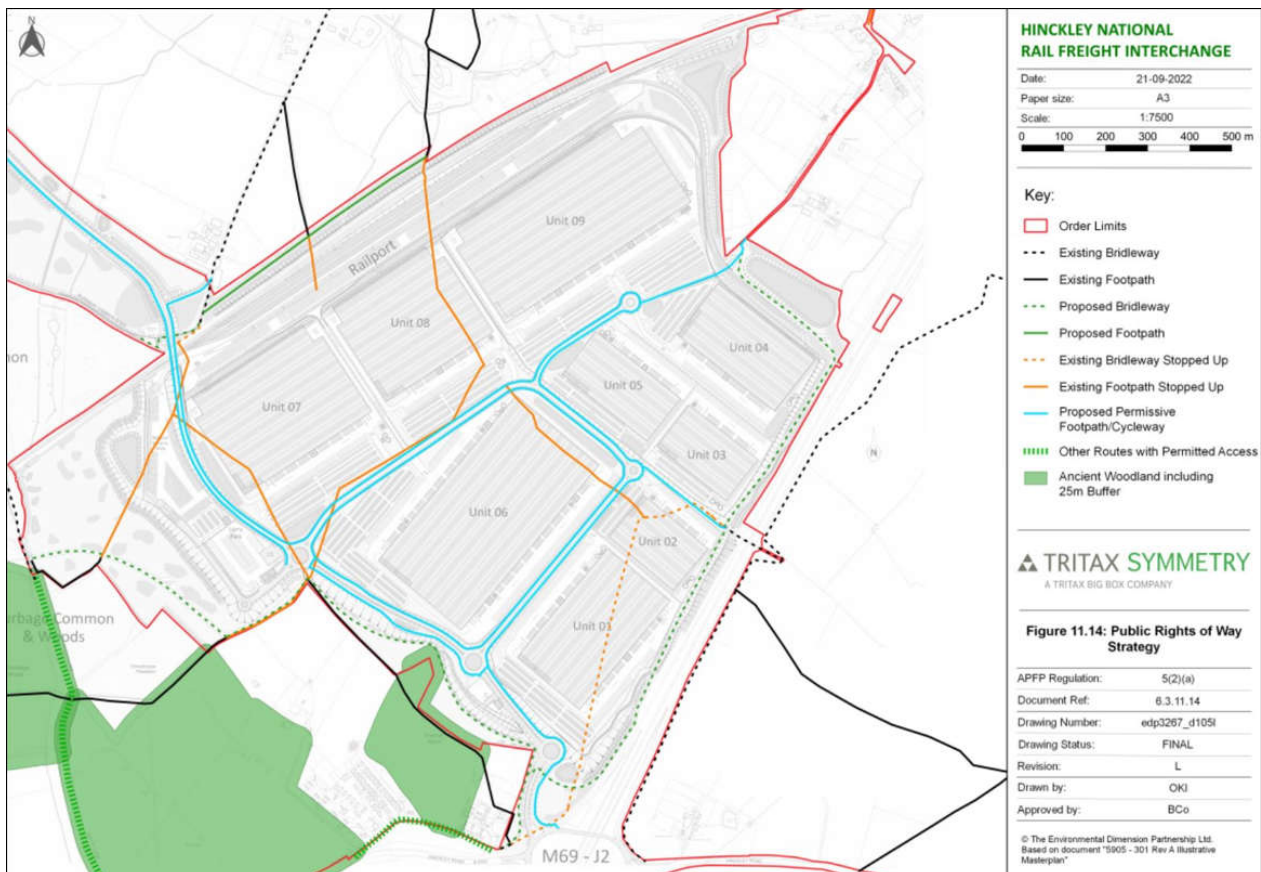 N
HINCKLEY NATIONAL
RAIL FREIGHT INTERCHANGE
Date: 21-09-2022
Paper size: A3
Scale: 1:7500
0 100 200 300 400 500 m
Key:
Order Limits
Existing Bridleway
Existing Footpath
Proposed Bridleway
Proposed Footpath
Existing Bridleway Stopped Up
Existing Footpath Stopped Up
Proposed Permissive
Footpath/Cycleway
Other Routes with Permitted Access
Ancient Woodland including
25m Buffer
TRITAX SYMMETRY
A TRITAX BIG BOX COMPANY
Figure 11.14: Public Rights of Way
Strategy
APFP Regulation: 5(2)(a)
Document Ref: 6.3.11.14
Drawing Number: edp3267_d105l
Drawing Status: FINAL
Revision: L
Drawn by: OKI
Approved by: BCo
© The Environmental Dimension Partnership Ltd.
Based on document "5905 - 301 Rev A Illustrative
Masterplan"
Unit 09
Railport
Unit 08
Unit 04
Unit 05
Unit 07
Unit 03
Unit 06
Unit 02
Unit 01
Common
& Woods
M69 - J2
N